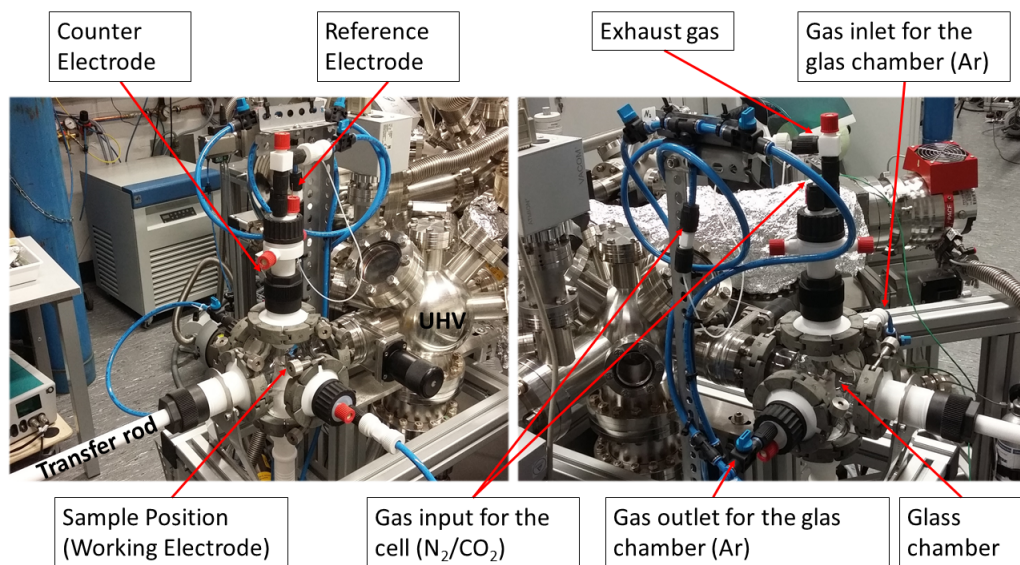 Counter
Electrode
Reference
Electrode
Exhaust gas
Gas inlet for the
glas chamber (Ar)
UHV
Transfer rod
Sample Position
(Working Electrode)
Gas input for the
cell (N₂/CO₂)
Gas outlet for the glas
chamber (Ar)
Glass
chamber